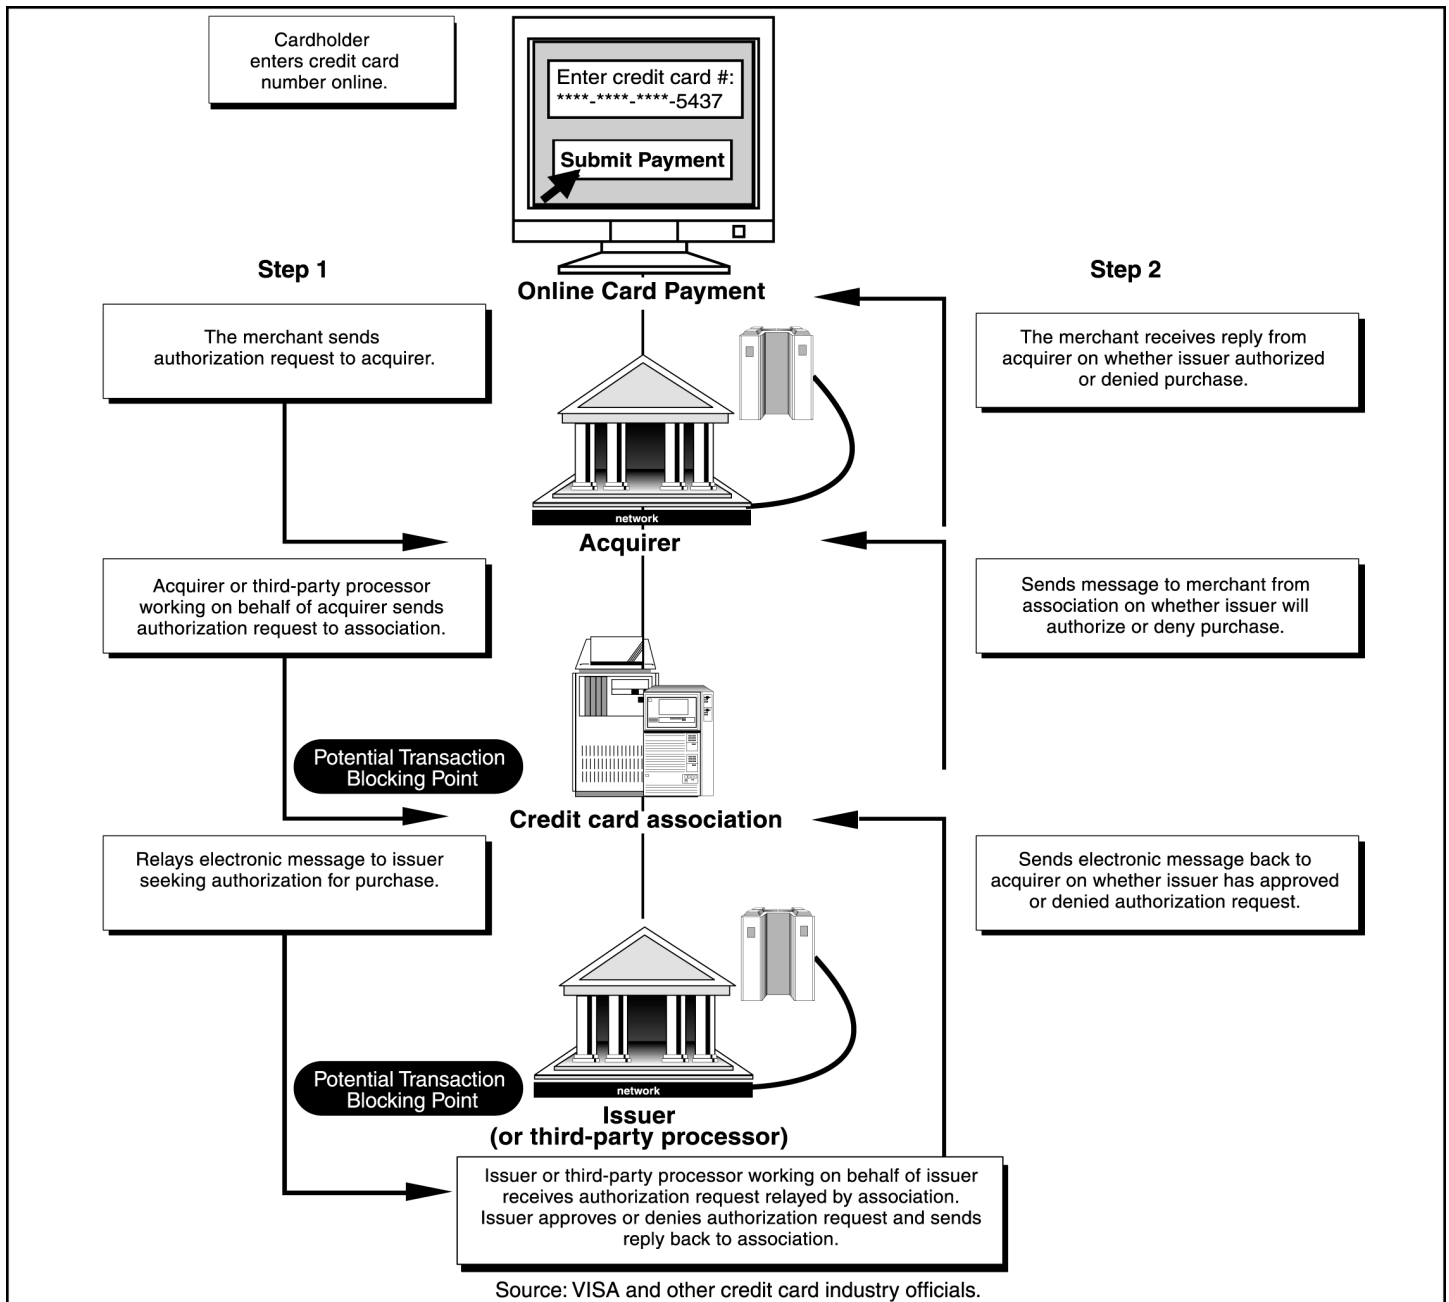 Cardholder
enters credit card
number online.
Enter credit card #:
****-****-****-5437
Submit Payment
Step 1
Step 2
Online Card Payment
The merchant sends
authorization request to acquirer.
The merchant receives reply from
acquirer on whether issuer authorized
or denied purchase.
network
Acquirer
Acquirer or third-party processor
working on behalf of acquirer sends
authorization request to association.
Sends message to merchant from
association on whether issuer will
authorize or deny purchase.
Potential Transaction
Blocking Point
Credit card association
Relays electronic message to issuer
seeking authorization for purchase.
Sends electronic message back to
acquirer on whether issuer has approved
or denied authorization request.
Potential Transaction
Blocking Point
network
Issuer
(or third-party processor)
Issuer or third-party processor working on behalf of issuer
receives authorization request relayed by association.
Issuer approves or denies authorization request and sends
reply back to association.
Source: VISA and other credit card industry officials.